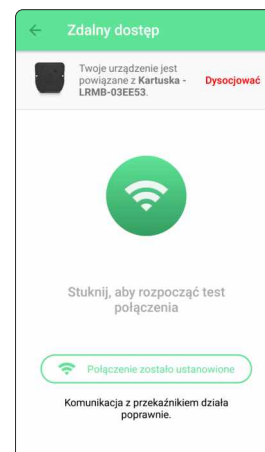 Zdalny dostęp
Twoje urządzenie jest
powiązane z Kartuska -
LRMB-03EE53.
Dysocjować
Stuknij, aby rozpocząć test
połączenia
Połączenie zostało ustanowione
Komunikacja z przekaźnikiem działa
poprawnie.